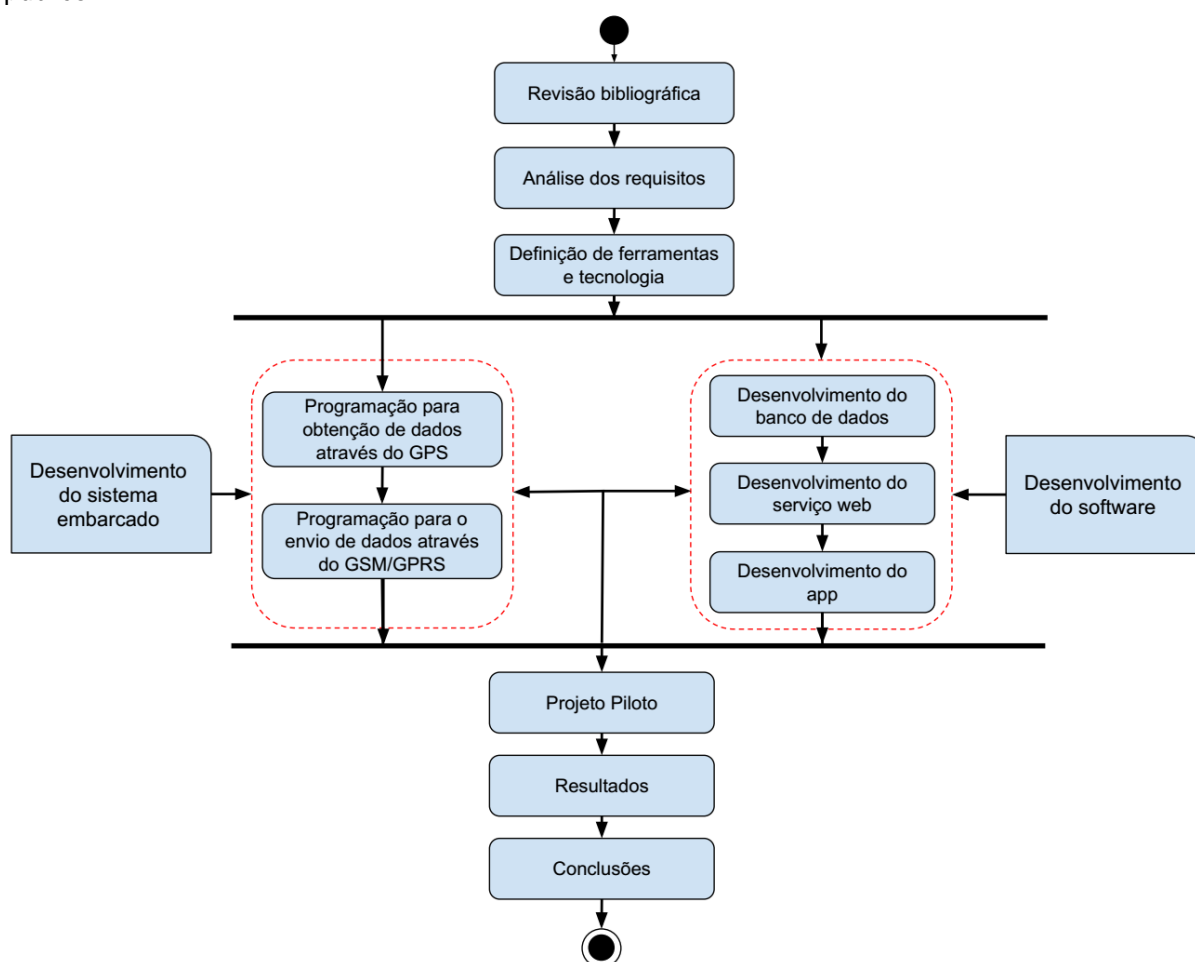 Revisão bibliográfica
Análise dos requisitos
Definição de ferramentas
e tecnologia
Programação para
obtenção de dados
através do GPS
Programação para o
envio de dados através
do GSM/GPRS
Desenvolvimento
do sistema
embarcado
Desenvolvimento do
banco de dados
Desenvolvimento do
serviço web
Desenvolvimento do
app
Desenvolvimento
do software
Projeto Piloto
Resultados
Conclusões